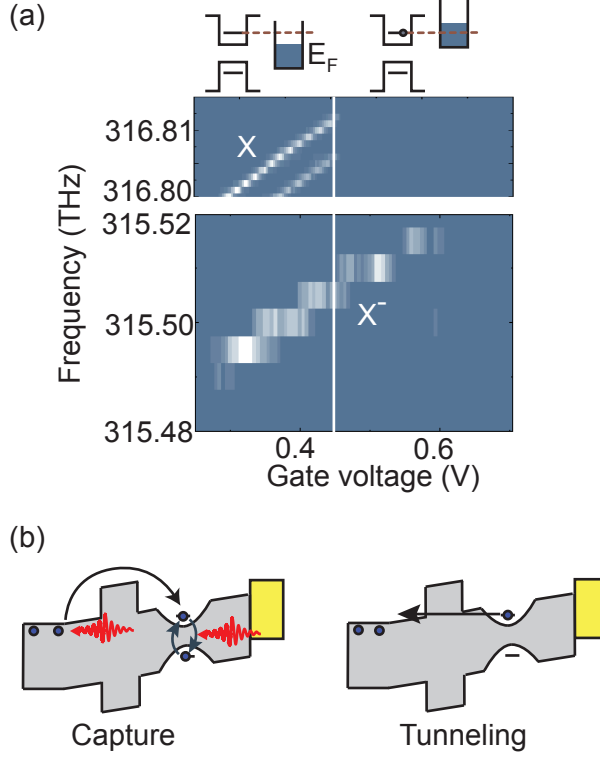 (a)
E_F
316.81
X
316.80
315.52
Frequency (THz)
315.50
X⁻
315.48
0.4
0.6
Gate voltage (V)
(b)
Capture
Tunneling